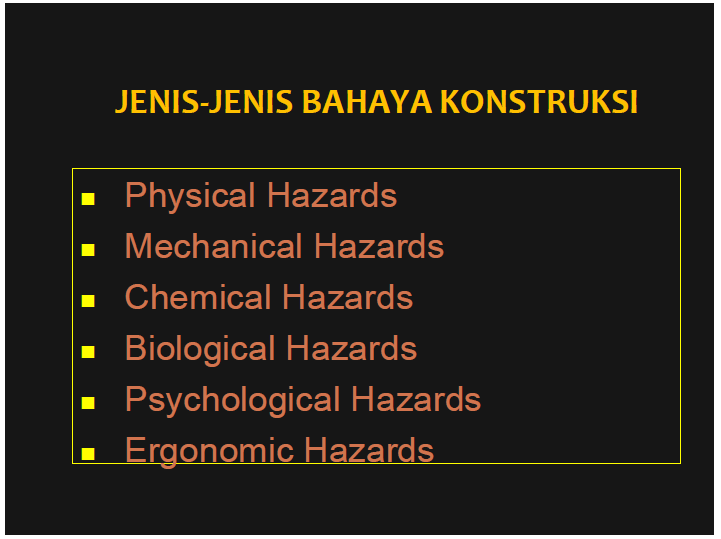 JENIS-JENIS BAHAYA KONSTRUKSI
Physical Hazards
Mechanical Hazards
Chemical Hazards
Biological Hazards
Psychological Hazards
Ergonomic Hazards